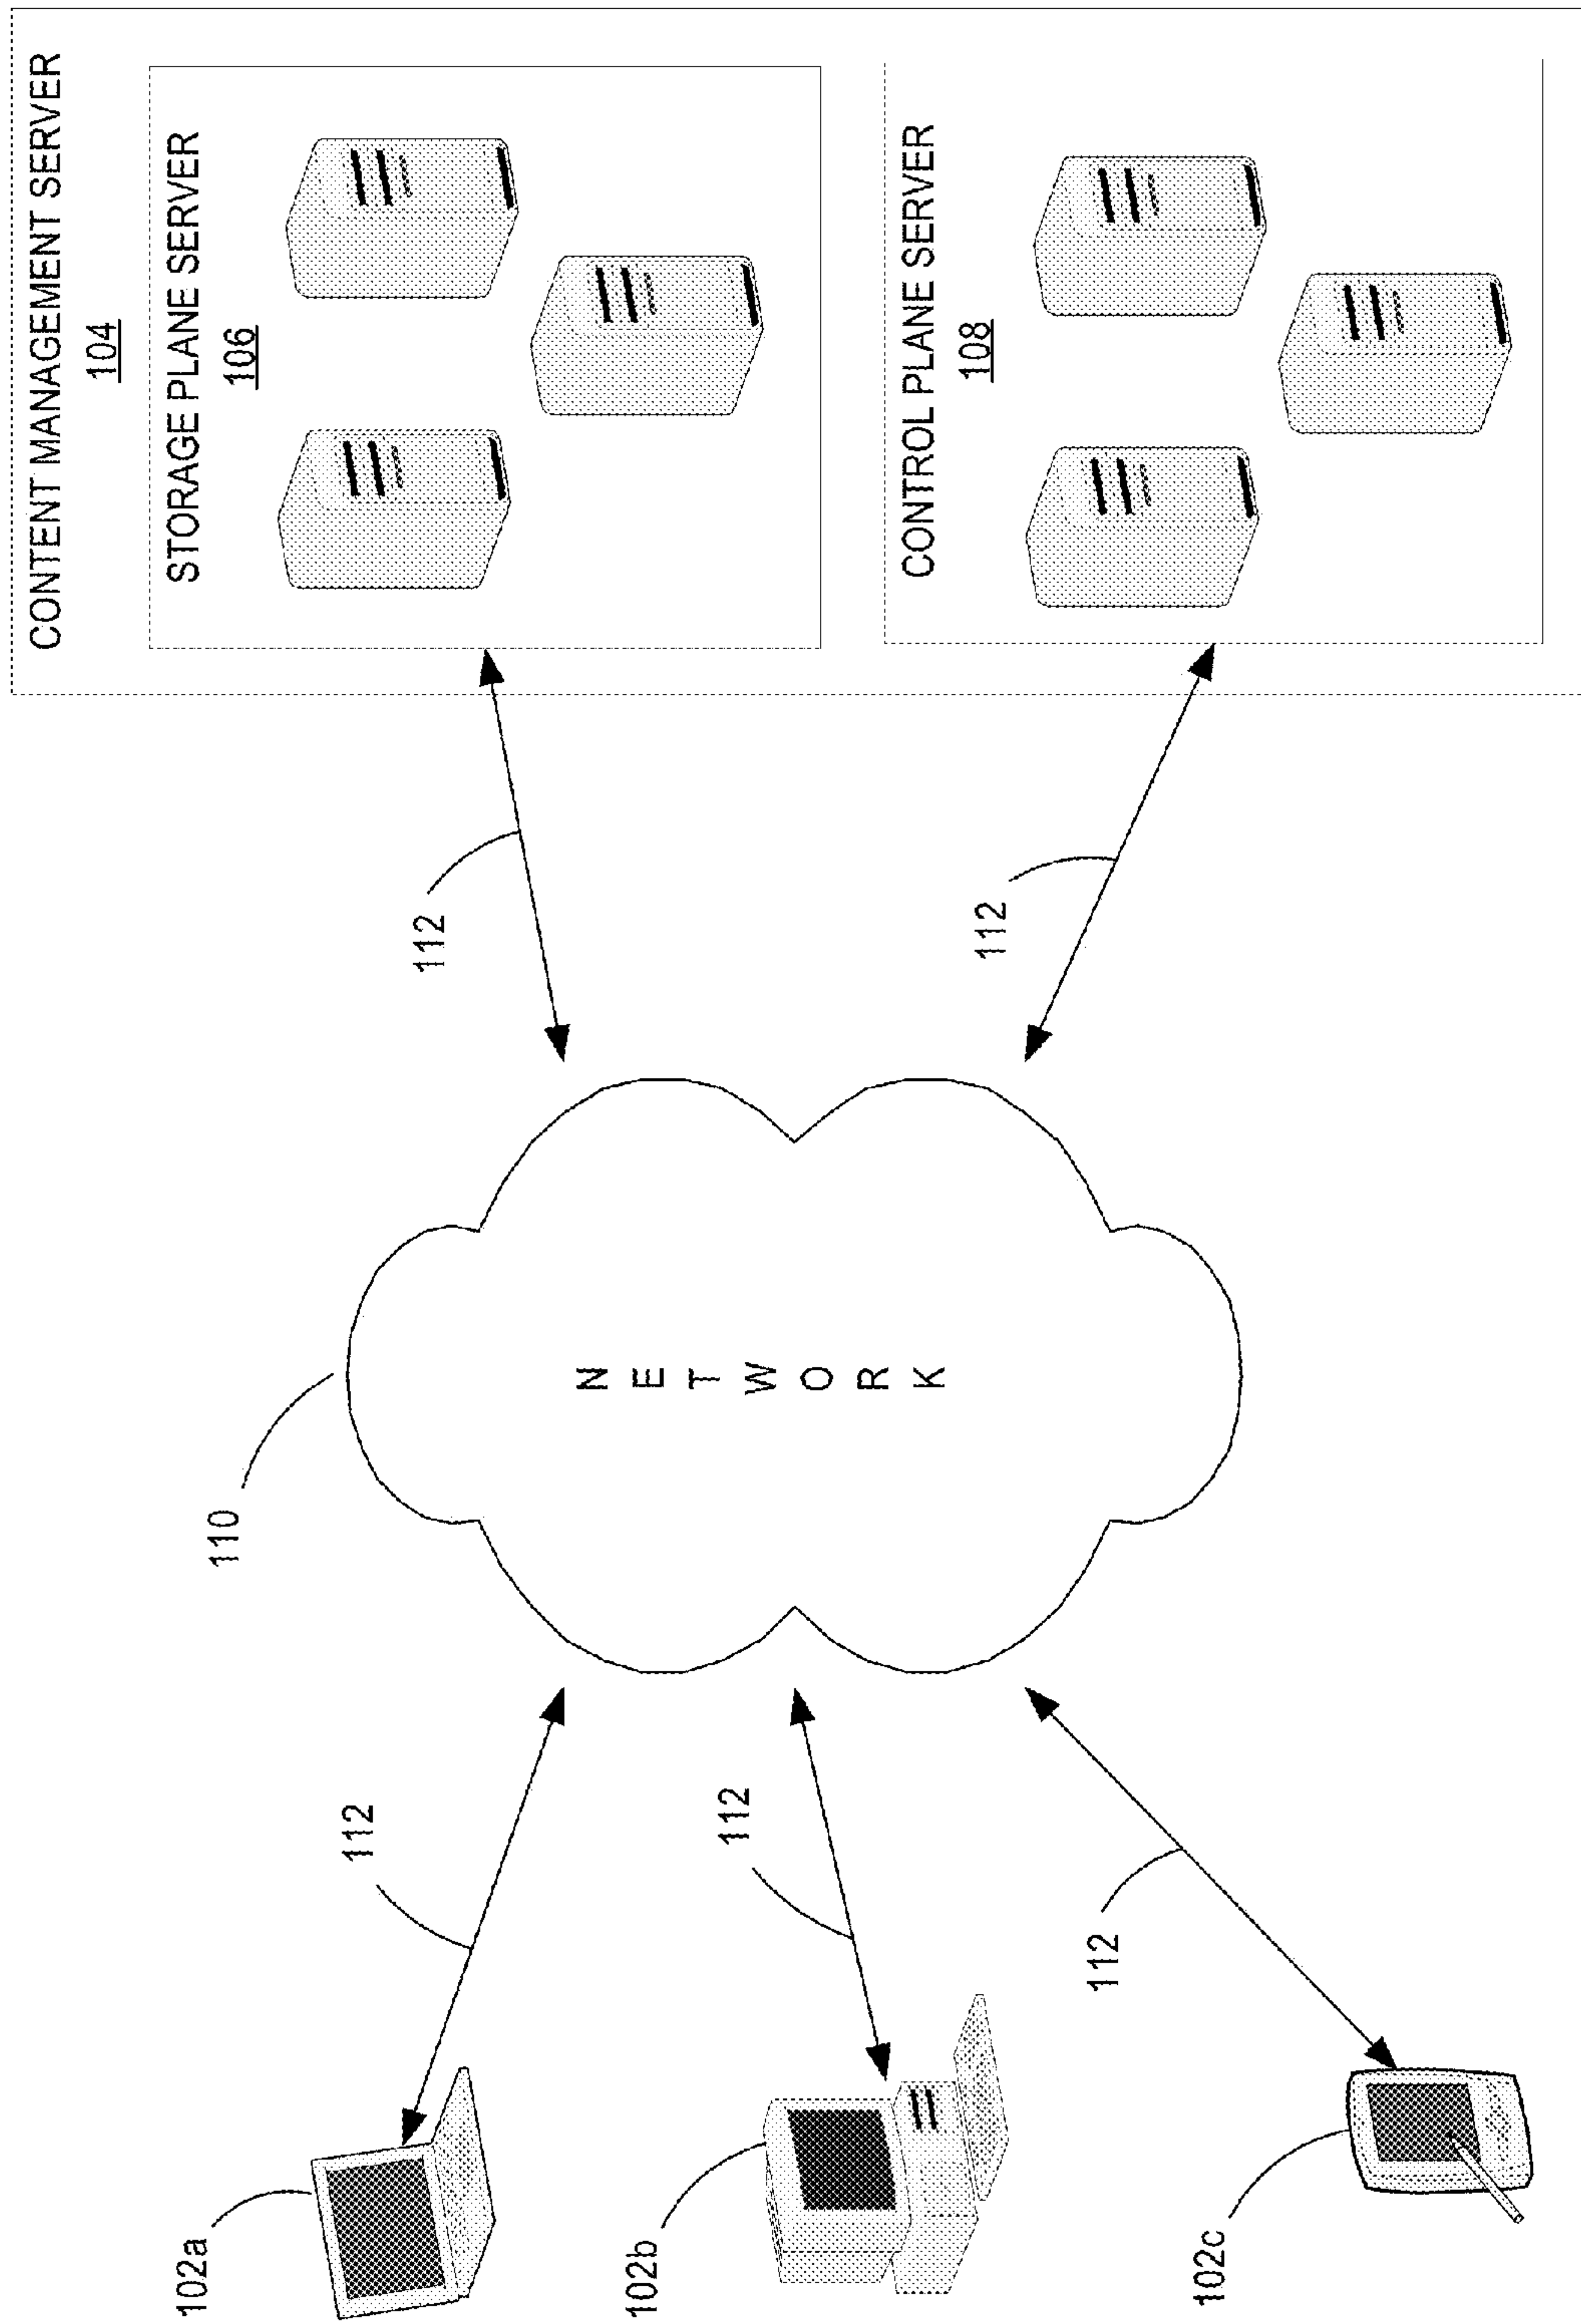 CONTENT MANAGEMENT SERVER
104
STORAGE PLANE SERVER
106
CONTROL PLANE SERVER
108
112
112
110
NETWORK
112
112
112
102a
102b
102c